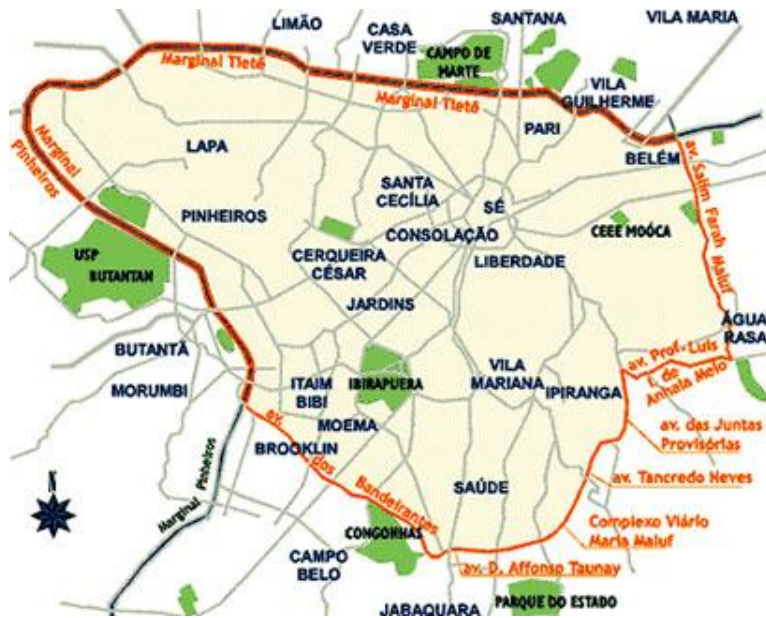 LIMÃO
CASA
VERDE
SANTANA
VILA MARIA
Marginal Tietê
CAMPO DE
MARTE
Marginal Tietê
VILA
GUILHERME
PARI
Marginal
Pinheiros
LAPA
BELÉM
av. Salim Farah Maluf
SANTA
CECÍLIA
PINHEIROS
SÉ
CONSOLAÇÃO
CEEE MOÓCA
USP
BUTANTAN
CERQUEIRA
CÉSAR
LIBERDADE
JARDINS
ÁGUA
RASA
BUTANTÃ
MORUMBI
ITAIM
BIBI
IBIRAPUERA
VILA
MARIANA
IPIRANGA
av. Prof. Luis
I. de
Anhaia Melo
MOEMA
BROOKLIN
av. dos Bandeirantes
av. das Juntas
Provisórias
SAÚDE
av. Tancredo Neves
N
Marginal Pinheiros
CONGONHAS
Complexo Viário
Maria Maluf
CAMPO
BELO
av. D. Affonso Taunay
JABAQUARA
PARQUE DO ESTADO